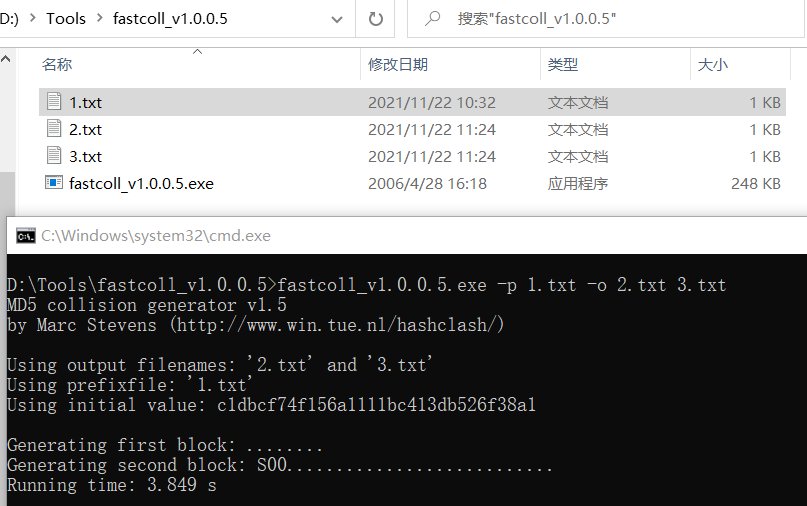 D:) > Tools > fastcoll_v1.0.0.5 搜索"fastcoll_v1.0.0.5"
名称 修改日期 类型 大小
1.txt 2021/11/22 10:32 文本文档 1 KB
2.txt 2021/11/22 11:24 文本文档 1 KB
3.txt 2021/11/22 11:24 文本文档 1 KB
fastcoll_v1.0.0.5.exe 2006/4/28 16:18 应用程序 248 KB
C:\Windows\system32\cmd.exe
D:\Tools\fastcoll_v1.0.0.5>fastcoll_v1.0.0.5.exe -p 1.txt -o 2.txt 3.txt
MD5 collision generator v1.5
by Marc Stevens (http://www.win.tue.nl/hashclash/)
Using output filenames: '2.txt' and '3.txt'
Using prefixfile: '1.txt'
Using initial value: c1dbcf74f156a1111bc413db526f38a1
Generating first block: ........
Generating second block: S00...........................
Running time: 3.849 s